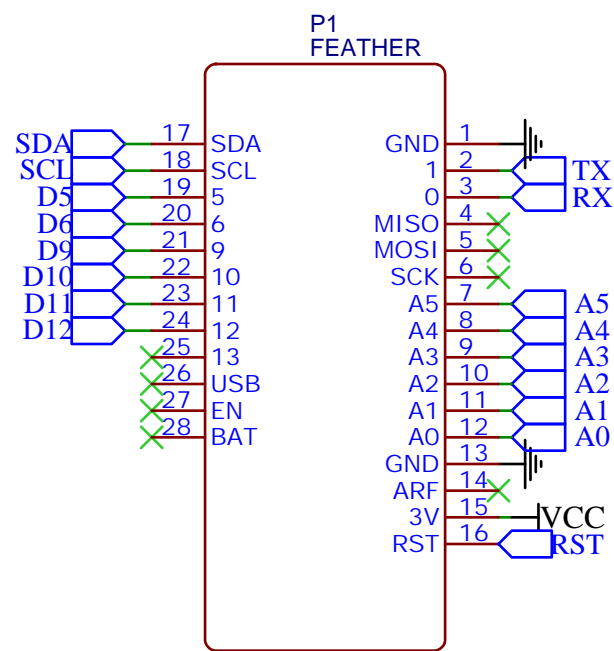 P1
FEATHER
SDA 17 SDA GND 1
SCL 18 SCL 1 2 TX
D5 19 5 0 3 RX
D6 20 6 MISO 4
D9 21 9 MOSI 5
D10 22 10 SCK 6
D11 23 11 A5 7 A5
D12 24 12 A4 8 A4
25 13 A3 9 A3
26 USB A2 10 A2
27 EN A1 11 A1
28 BAT A0 12 A0
GND 13
ARF 14
3V 15 VCC
RST 16 RST